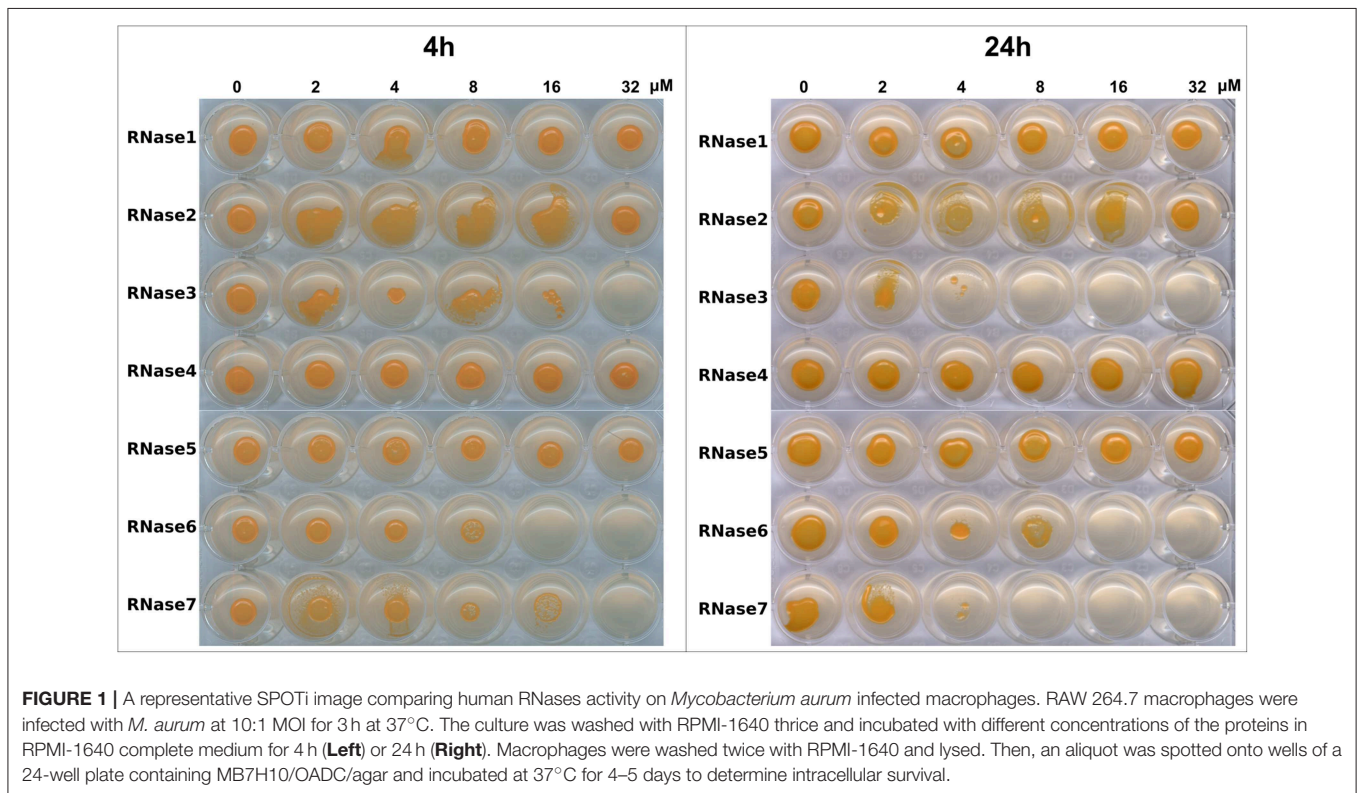 4h
24h
0 2 4 8 16 32 μM
0 2 4 8 16 32 μM
RNase1
RNase2
RNase3
RNase4
RNase5
RNase6
RNase7
RNase1
RNase2
RNase3
RNase4
RNase5
RNase6
RNase7
FIGURE 1 | A representative SPOTi image comparing human RNases activity on Mycobacterium aurum infected macrophages. RAW 264.7 macrophages were
infected with M. aurum at 10:1 MOI for 3 h at 37°C. The culture was washed with RPMI-1640 thrice and incubated with different concentrations of the proteins in
RPMI-1640 complete medium for 4 h (Left) or 24 h (Right). Macrophages were washed twice with RPMI-1640 and lysed. Then, an aliquot was spotted onto wells of a
24-well plate containing MB7H10/OADC/agar and incubated at 37°C for 4–5 days to determine intracellular survival.